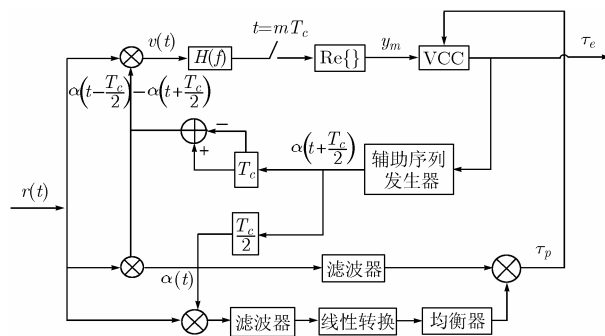 t=mT_c
v(t)
H(f)
Re{}
y_m
VCC
τ_e
α(t-T_c/2)-α(t+T_c/2)
−
+
T_c
α(t+T_c/2)
辅助序列
发生器
r(t)
T_c/2
τ_p
α(t)
滤波器
滤波器
线性转换
均衡器